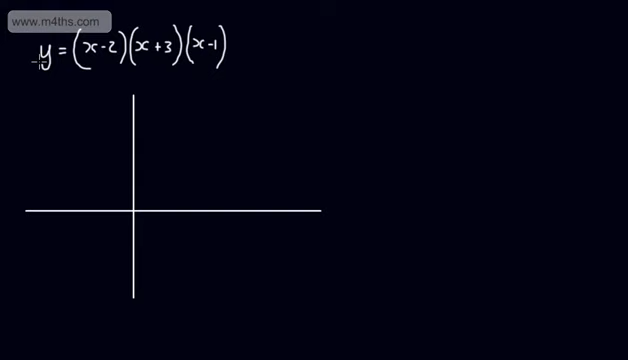 www.m4ths.com
y = (x - 2)(x + 3)(x - 1)